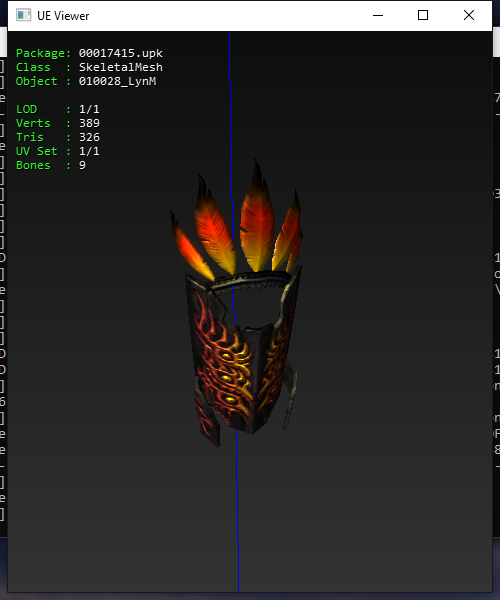 UE Viewer
Package: 00017415.upk
Class  : SkeletalMesh
Object : 010028_LynM
LOD    : 1/1
Verts  : 389
Tris   : 326
UV Set : 1/1
Bones  : 9